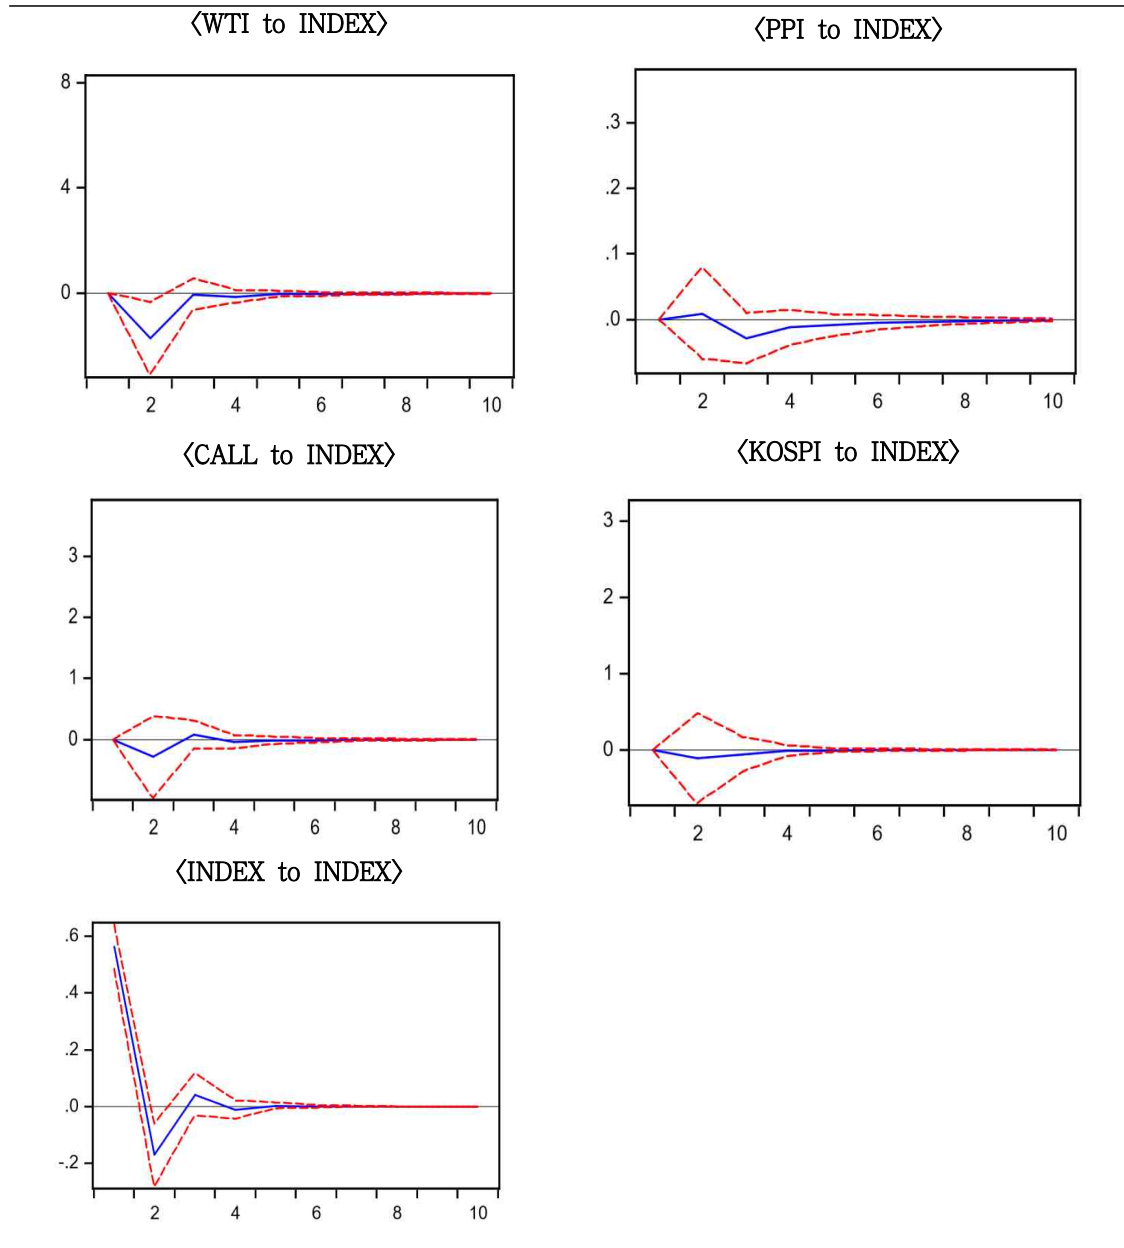 〈WTI to INDEX〉
8
4
0
2 4 6 8 10
〈PPI to INDEX〉
.3
.2
.1
.0
2 4 6 8 10
〈CALL to INDEX〉
3
2
1
0
2 4 6 8 10
〈KOSPI to INDEX〉
3
2
1
0
2 4 6 8 10
〈INDEX to INDEX〉
.6
.4
.2
.0
-.2
2 4 6 8 10